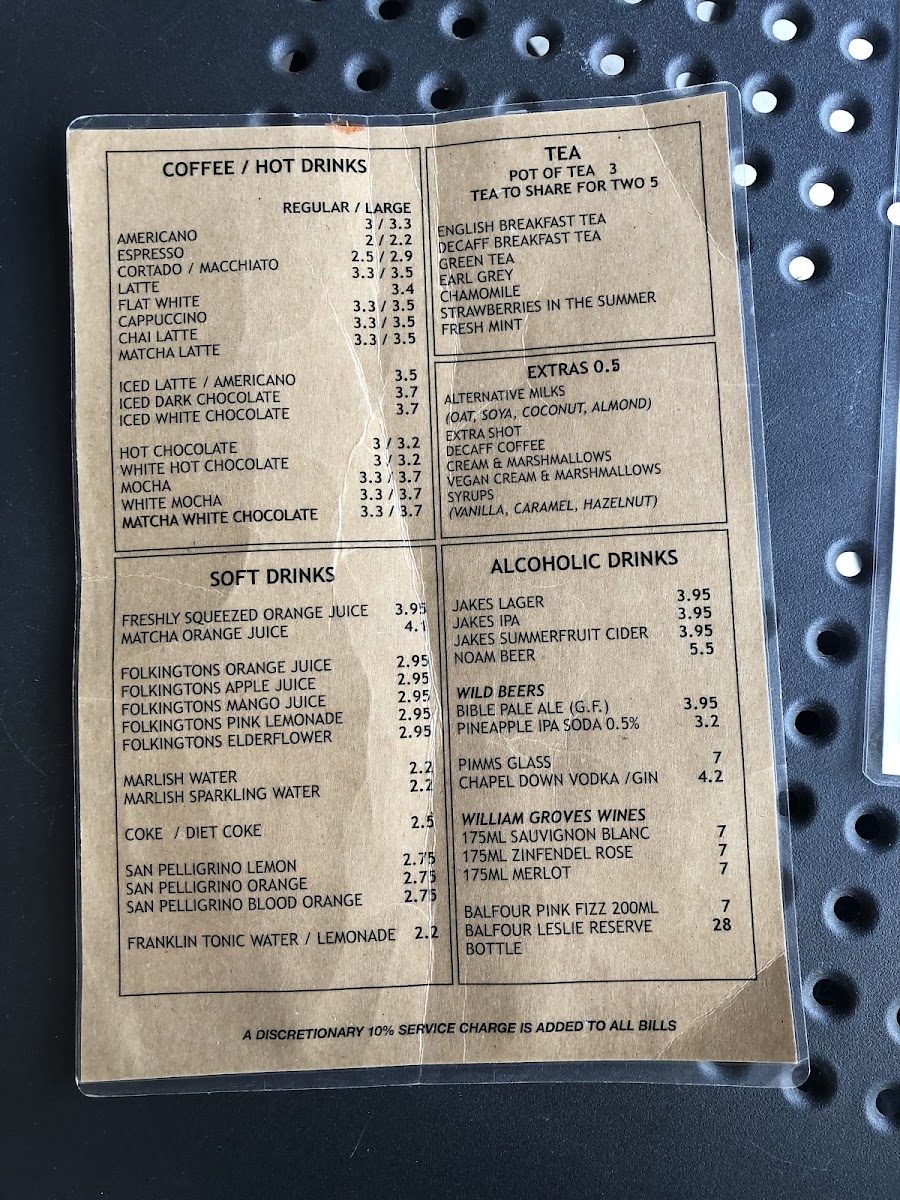 COFFEE / HOT DRINKS
REGULAR / LARGE
AMERICANO 3 / 3.3
ESPRESSO 2 / 2.2
CORTADO / MACCHIATO 2.5 / 2.9
LATTE 3.3 / 3.5
FLAT WHITE 3.4
CAPPUCCINO 3.3 / 3.5
CHAI LATTE 3.3 / 3.5
MATCHA LATTE 3.3 / 3.5
ICED LATTE / AMERICANO 3.5
ICED DARK CHOCOLATE 3.7
ICED WHITE CHOCOLATE 3.7
HOT CHOCOLATE 3 / 3.2
WHITE HOT CHOCOLATE 3 / 3.2
MOCHA 3.3 / 3.7
WHITE MOCHA 3.3 / 3.7
MATCHA WHITE CHOCOLATE 3.3 / 3.7
TEA
POT OF TEA 3
TEA TO SHARE FOR TWO 5
ENGLISH BREAKFAST TEA
DECAFF BREAKFAST TEA
GREEN TEA
EARL GREY
CHAMOMILE
STRAWBERRIES IN THE SUMMER
FRESH MINT
EXTRAS 0.5
ALTERNATIVE MILKS
(OAT, SOYA, COCONUT, ALMOND)
EXTRA SHOT
DECAFF COFFEE
CREAM & MARSHMALLOWS
VEGAN CREAM & MARSHMALLOWS
SYRUPS
(VANILLA, CARAMEL, HAZELNUT)
SOFT DRINKS
FRESHLY SQUEEZED ORANGE JUICE 3.95
MATCHA ORANGE JUICE 4.1
FOLKINGTONS ORANGE JUICE 2.95
FOLKINGTONS APPLE JUICE 2.95
FOLKINGTONS MANGO JUICE 2.95
FOLKINGTONS PINK LEMONADE 2.95
FOLKINGTONS ELDERFLOWER 2.95
MARLISH WATER 2.2
MARLISH SPARKLING WATER 2.2
COKE / DIET COKE 2.5
SAN PELLIGRINO LEMON 2.75
SAN PELLIGRINO ORANGE 2.75
SAN PELLIGRINO BLOOD ORANGE 2.75
FRANKLIN TONIC WATER / LEMONADE 2.2
ALCOHOLIC DRINKS
JAKES LAGER 3.95
JAKES IPA 3.95
JAKES SUMMERFRUIT CIDER 3.95
NOAM BEER 5.5
WILD BEERS
BIBLE PALE ALE (G.F.) 3.95
PINEAPPLE IPA SODA 0.5% 3.2
PIMMS GLASS 7
CHAPEL DOWN VODKA /GIN 4.2
WILLIAM GROVES WINES
175ML SAUVIGNON BLANC 7
175ML ZINFENDEL ROSE 7
175ML MERLOT 7
BALFOUR PINK FIZZ 200ML 7
BALFOUR LESLIE RESERVE 28
BOTTLE
A DISCRETIONARY 10% SERVICE CHARGE IS ADDED TO ALL BILLS